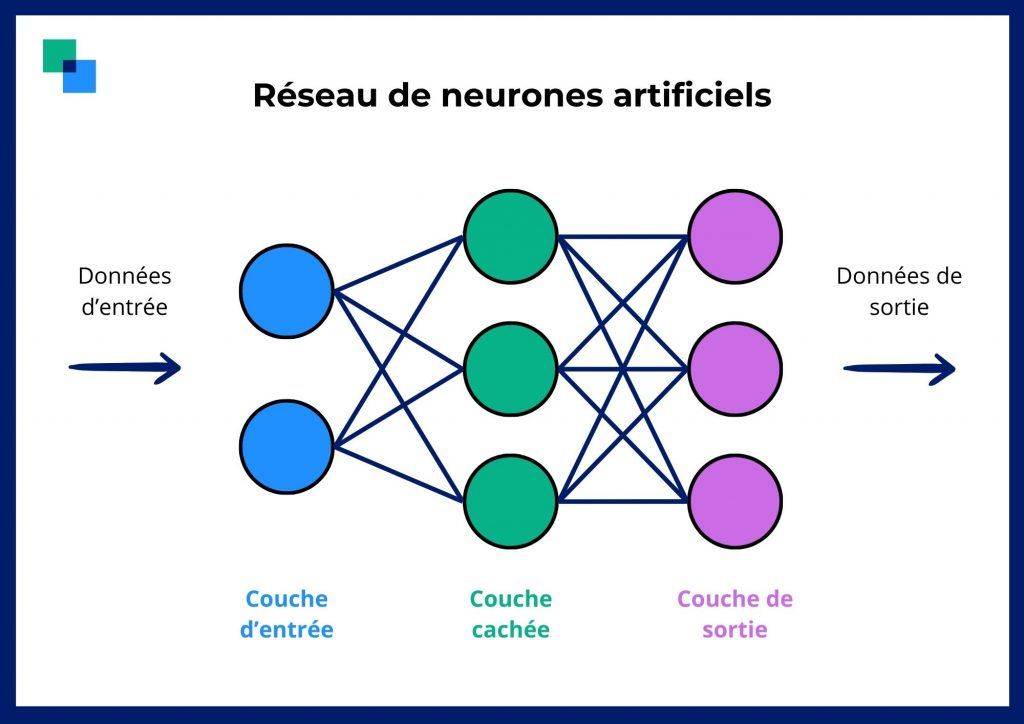 Réseau de neurones artificiels
Données
d’entrée
Données de
sortie
Couche
d’entrée
Couche
cachée
Couche de
sortie